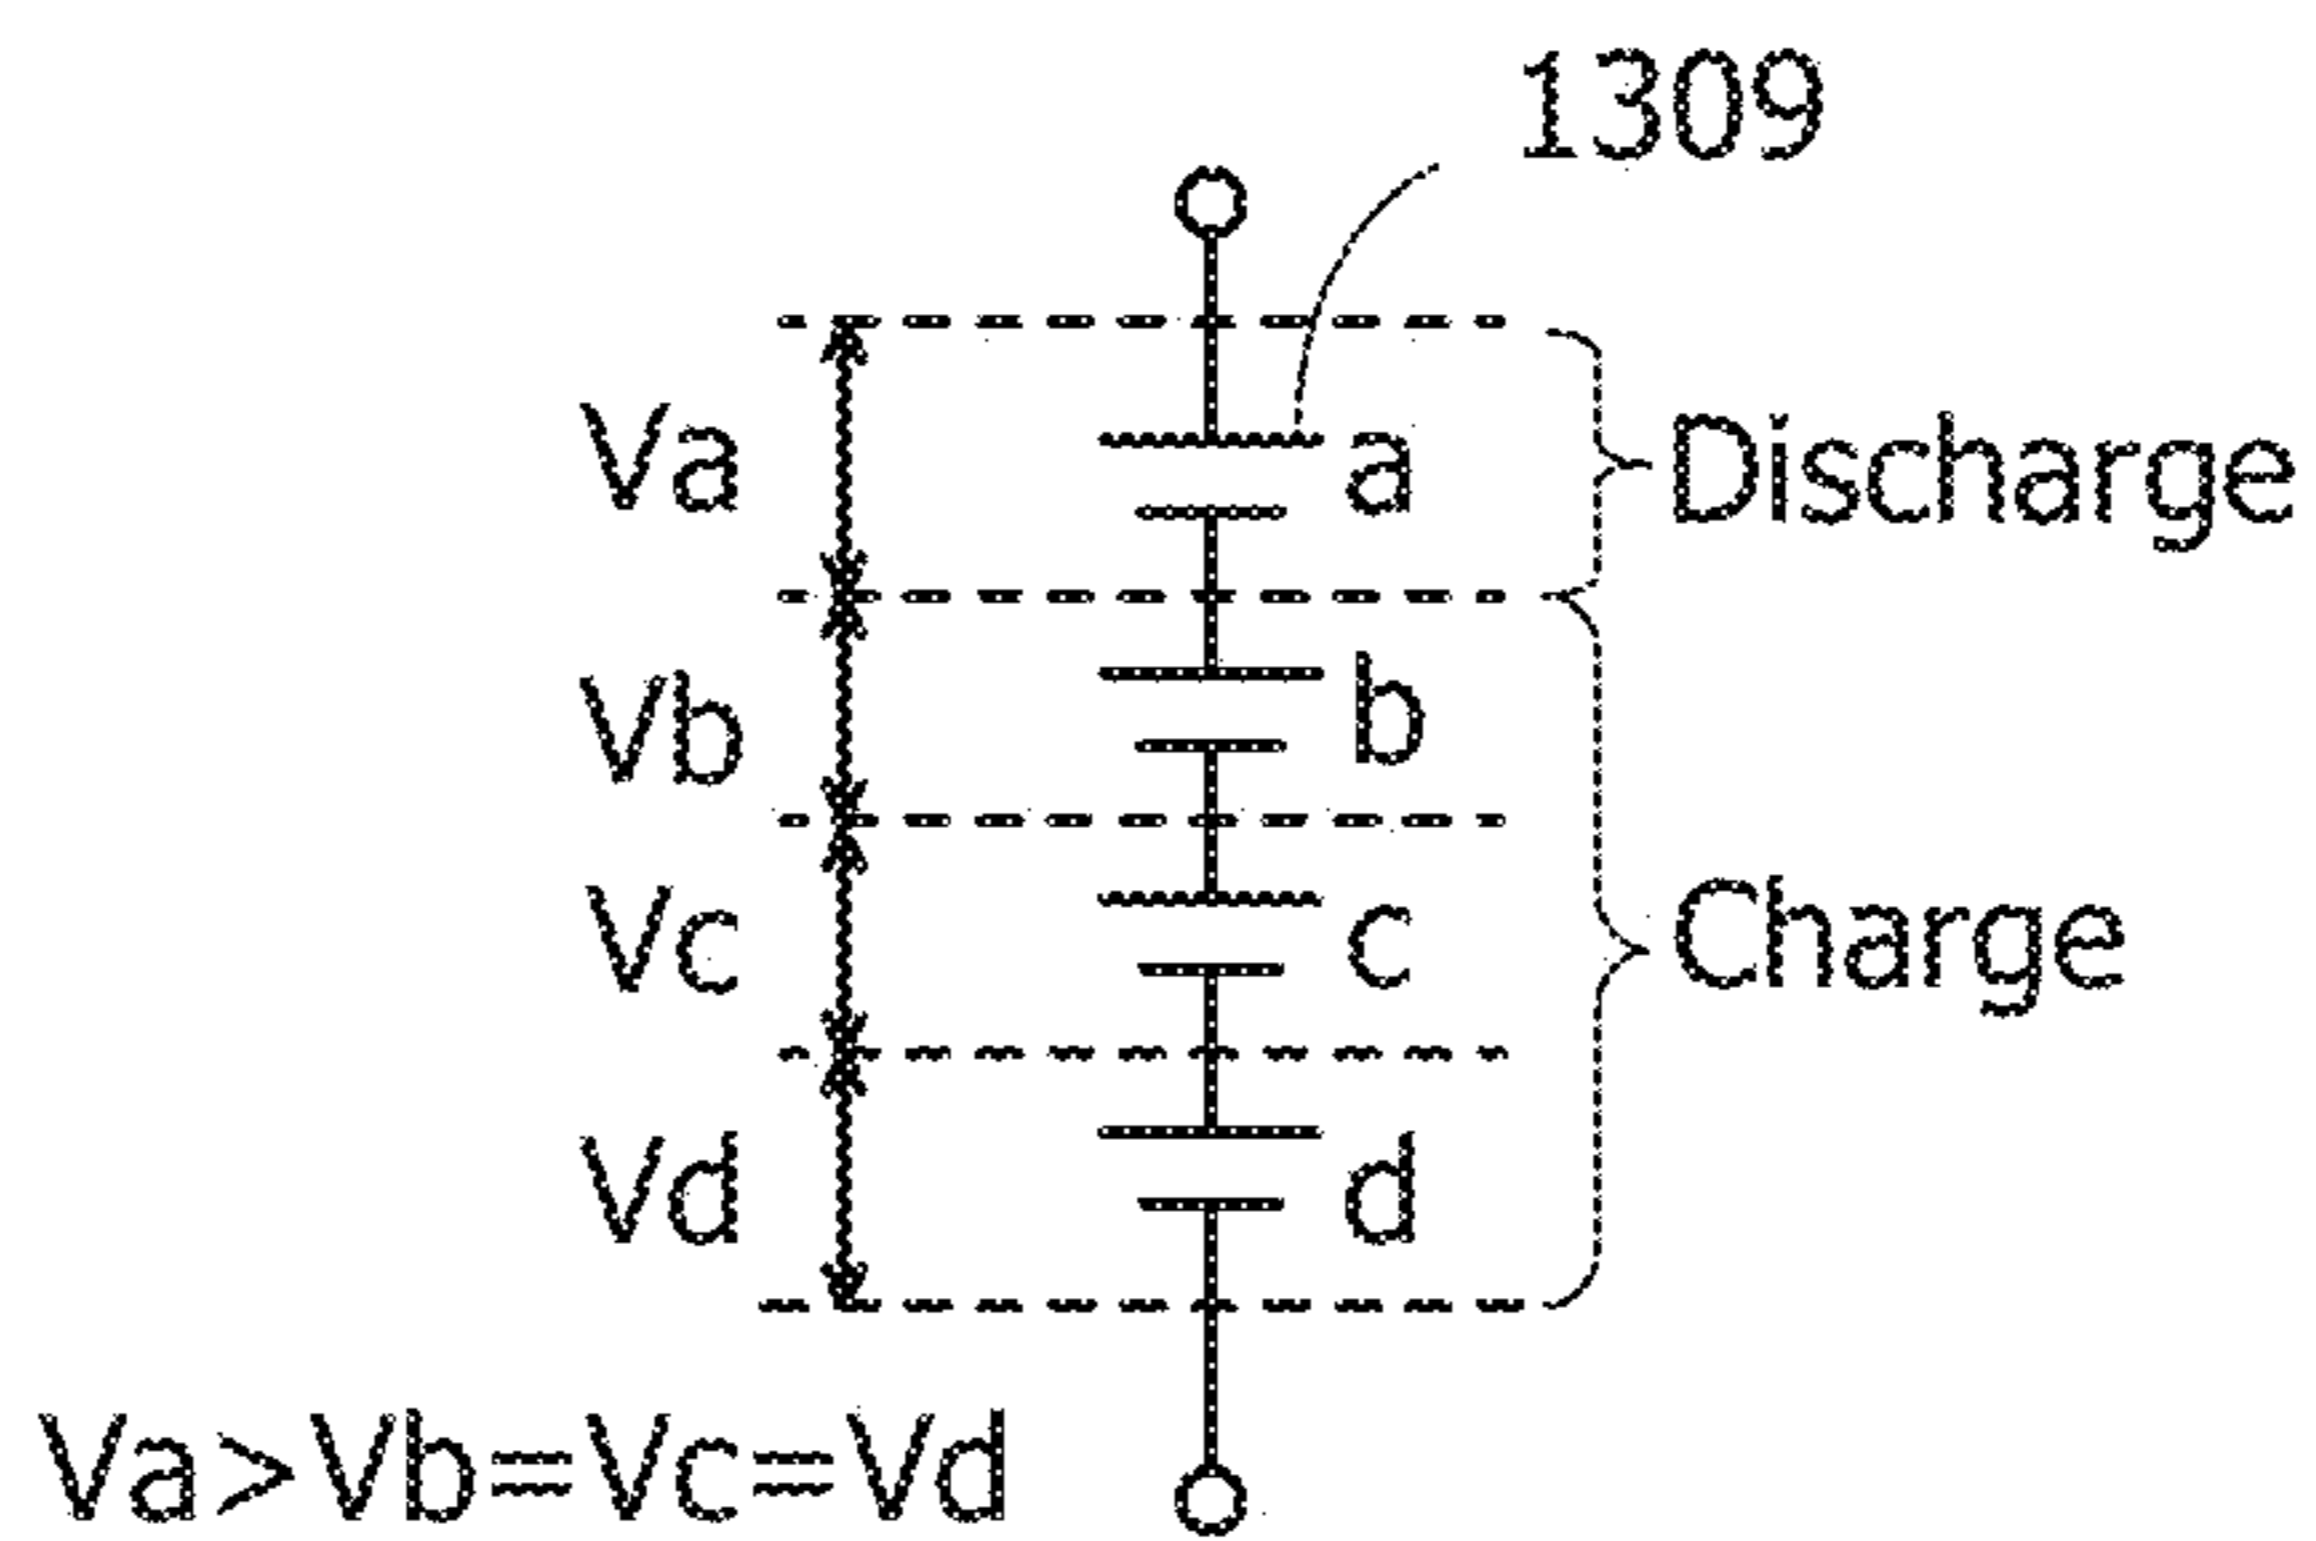 1309
Va
a
Discharge
Vb
b
Vc
c
Charge
Vd
d
Va>Vb=Vc=Vd